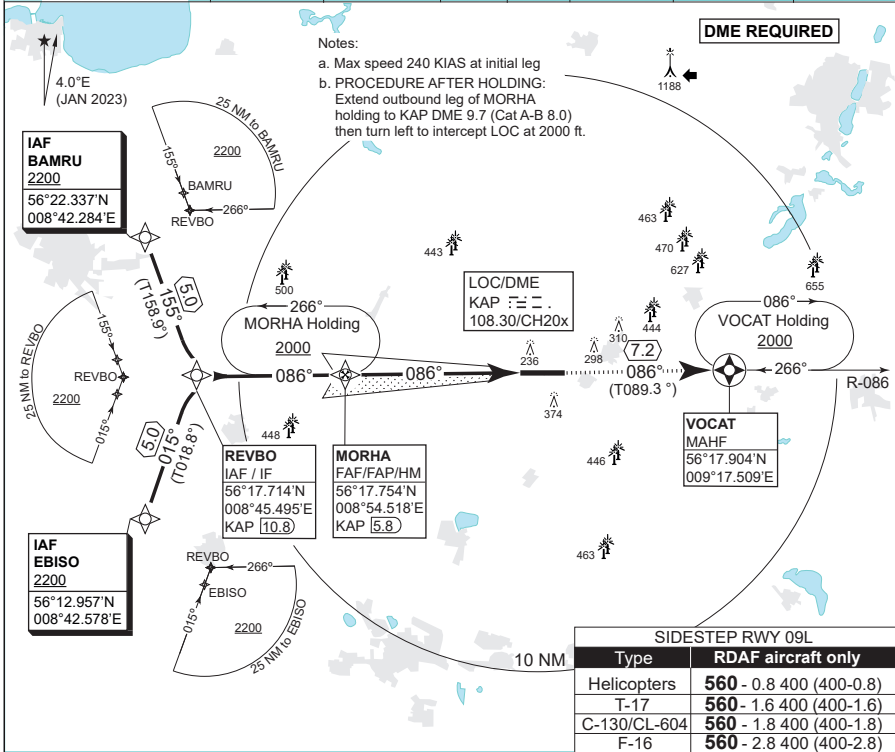 DME REQUIRED
Notes:
a. Max speed 240 KIAS at initial leg
b. PROCEDURE AFTER HOLDING:
Extend outbound leg of MORHA
holding to KAP DME 9.7 (Cat A-B 8.0)
then turn left to intercept LOC at 2000 ft.
4.0°E
(JAN 2023)
1188
25 NM to BAMRU
2200
155°
BAMRU
REVBO
266°
IAF
BAMRU
2200
56°22.337'N
008°42.284'E
5.0
155°
(T158.9°)
463
470
627
443
500
655
LOC/DME
KAP
108.30/CH20x
266°
MORHA Holding
2000
444
310
298
236
7.2
086°
VOCAT Holding
2000
266°
25 NM to REVBO
155°
REVBO
2200
015°
086°
086°
086°
(T089.3 °)
R-086
374
5.0
015°
(T018.8°)
448
446
463
REVBO
IAF / IF
56°17.714'N
008°45.495'E
KAP 10.8
MORHA
FAF/FAP/HM
56°17.754'N
008°54.518'E
KAP 5.8
VOCAT
MAHF
56°17.904'N
009°17.509'E
IAF
EBISO
2200
56°12.957'N
008°42.578'E
REVBO
266°
EBISO
015°
2200
25 NM to EBISO
10 NM
SIDESTEP RWY 09L
Type RDAF aircraft only
Helicopters 560 - 0.8 400 (400-0.8)
T-17 560 - 1.6 400 (400-1.6)
C-130/CL-604 560 - 1.8 400 (400-1.8)
F-16 560 - 2.8 400 (400-2.8)